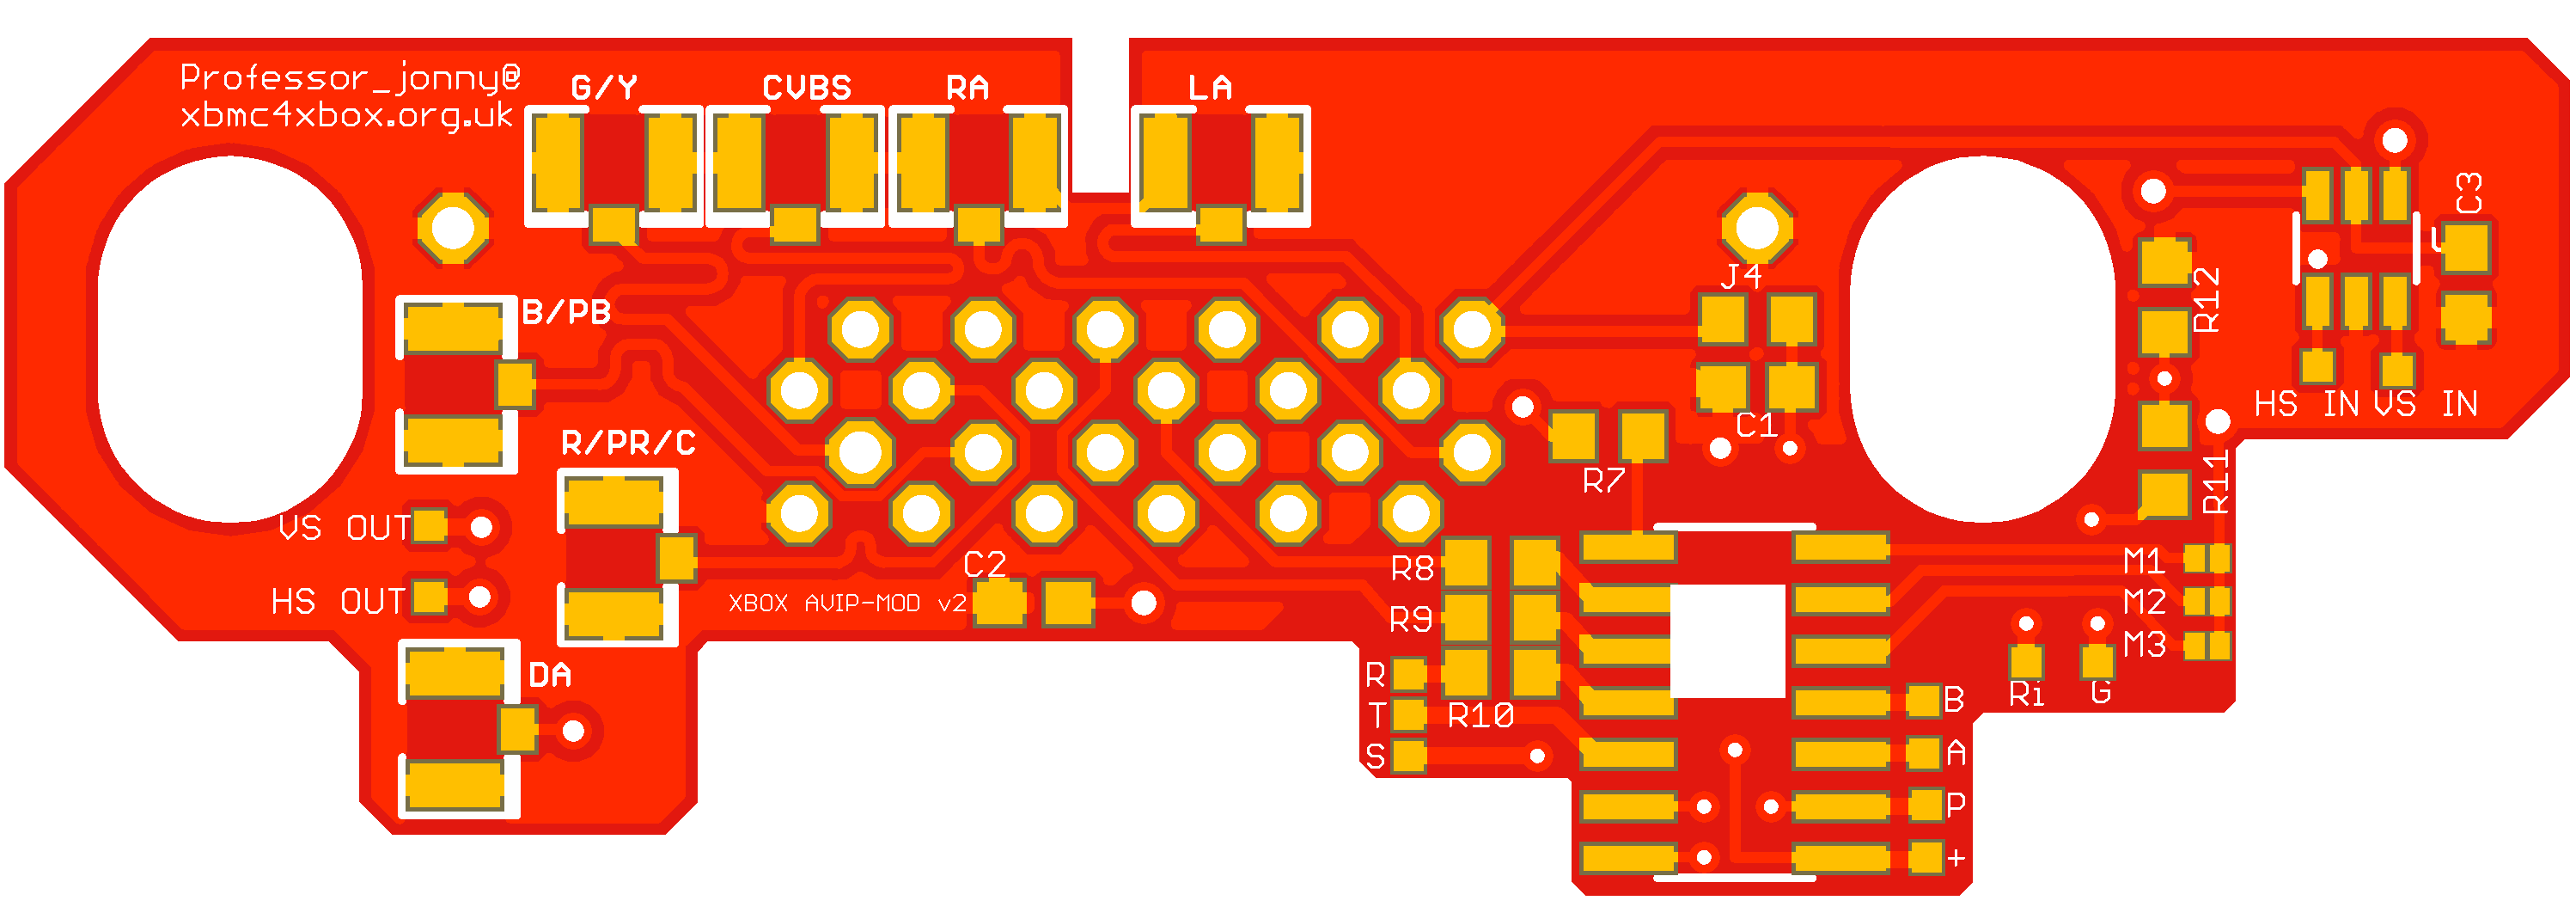 Professor_jonny@
xbmc4xbox.org.uk
G/Y
CVBS
RA
LA
C3
J4
R12
B/PB
C1
HS IN
VS IN
R/PR/C
R7
R11
VS OUT
HS OUT
C2
XBOX AVIP-MOD v2
R8
R9
R10
M1
M2
M3
DA
R
T
S
Ri
G
B
A
P
+